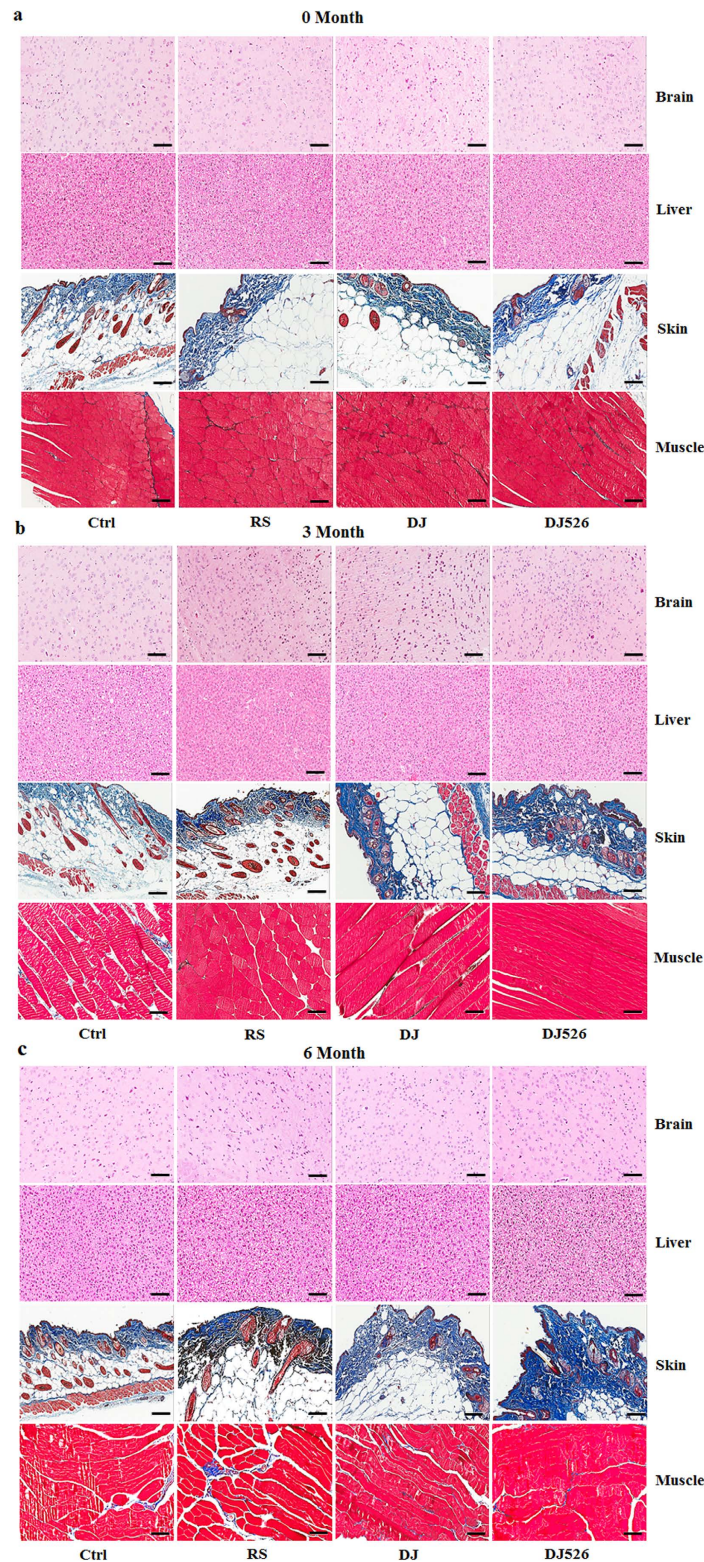 a
0 Month
Brain
Liver
Skin
Muscle
Ctrl RS DJ DJ526
b
3 Month
Brain
Liver
Skin
Muscle
Ctrl RS DJ DJ526
c
6 Month
Brain
Liver
Skin
Muscle
Ctrl RS DJ DJ526